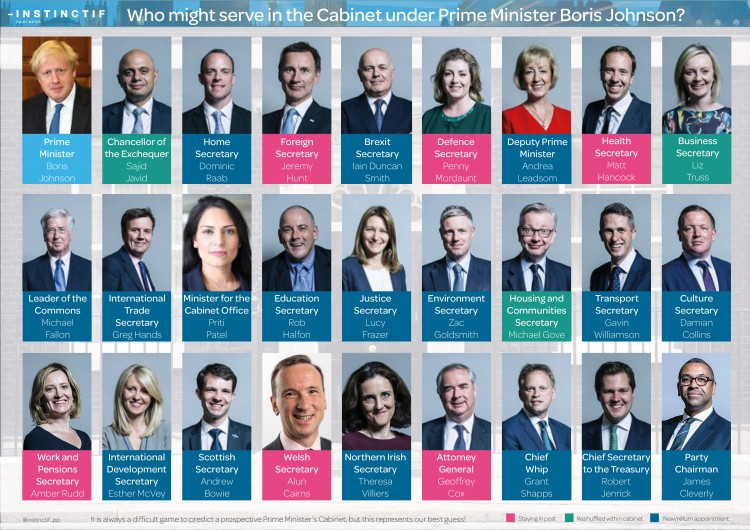 –INSTINCTIF
PARTNERS
Who might serve in the Cabinet under Prime Minister Boris Johnson?
Prime
Minister
Boris
Johnson
Chancellor of
the Exchequer
Sajid
Javid
Home
Secretary
Dominic
Raab
Foreign
Secretary
Jeremy
Hunt
Brexit
Secretary
Iain Duncan
Smith
Defence
Secretary
Penny
Mordaunt
Deputy Prime
Minister
Andrea
Leadsom
Health
Secretary
Matt
Hancock
Business
Secretary
Liz
Truss
Leader of the
Commons
Michael
Fallon
International
Trade
Secretary
Greg Hands
Minister for the
Cabinet Office
Priti
Patel
Education
Secretary
Rob
Halfon
Justice
Secretary
Lucy
Frazer
Environment
Secretary
Zac
Goldsmith
Housing and
Communities
Secretary
Michael Gove
Transport
Secretary
Gavin
Williamson
Culture
Secretary
Damian
Collins
Work and
Pensions
Secretary
Amber Rudd
International
Development
Secretary
Esther McVey
Scottish
Secretary
Andrew
Bowie
Welsh
Secretary
Alun
Cairns
Northern Irish
Secretary
Theresa
Villiers
Attorney
General
Geoffrey
Cox
Chief
Whip
Grant
Shapps
Chief Secretary
to the Treasury
Robert
Jenrick
Party
Chairman
James
Cleverly
@instinctif_pp
It is always a difficult game to predict a prospective Prime Minister's Cabinet, but this represents our best guess!
Staying in post
Reshuffled within cabinet
New/return appointment